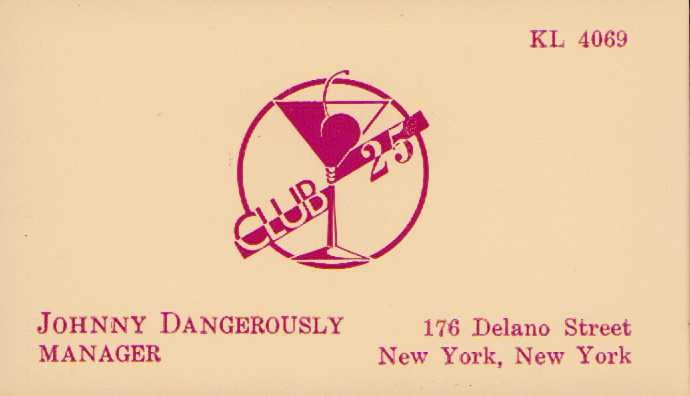 KL 4069
CLUB 25
JOHNNY DANGEROUSLY
MANAGER
176 Delano Street
New York, New York